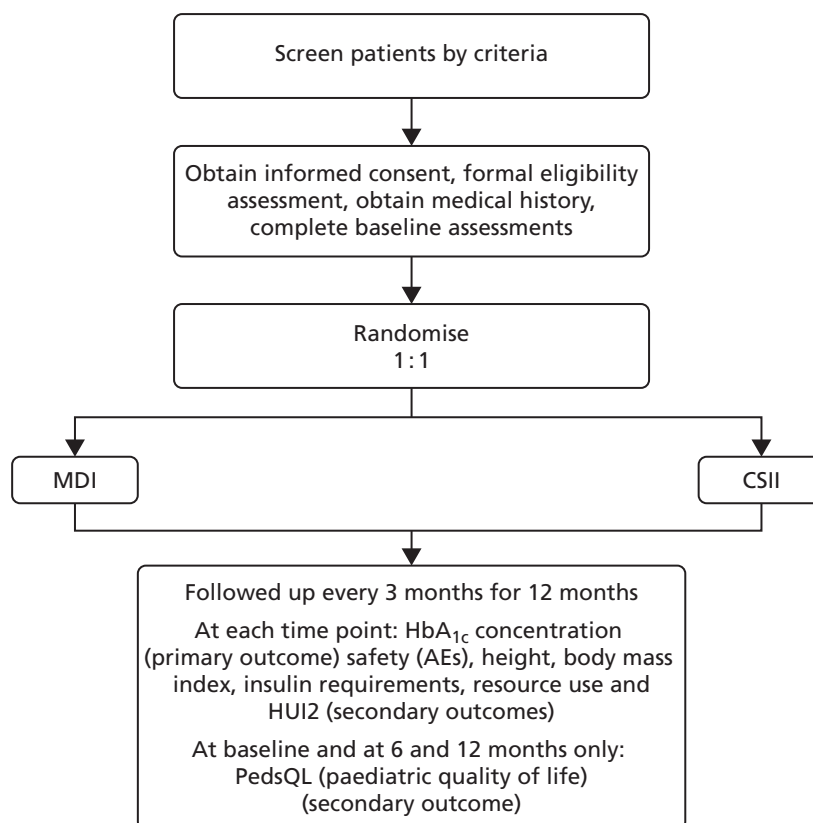 Screen patients by criteria
Obtain informed consent, formal eligibility
assessment, obtain medical history,
complete baseline assessments
Randomise
1 : 1
MDI
CSII
Followed up every 3 months for 12 months
At each time point: HbA1c concentration
(primary outcome) safety (AEs), height, body mass
index, insulin requirements, resource use and
HUI2 (secondary outcomes)
At baseline and at 6 and 12 months only:
PedsQL (paediatric quality of life)
(secondary outcome)